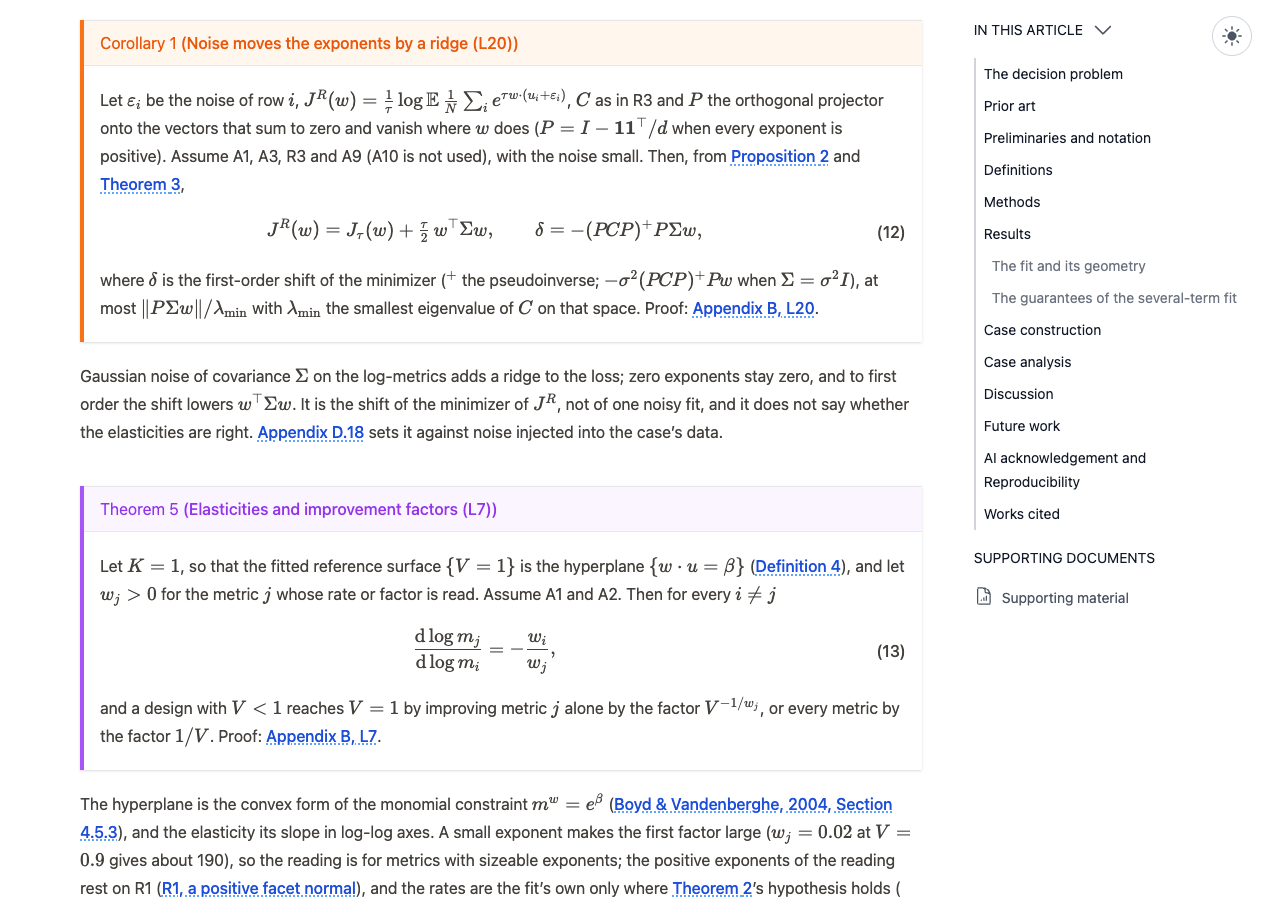 Corollary 1 (Noise moves the exponents by a ridge (L20))
Let εᵢ be the noise of row i, Jᴿ(w) = 1/τ log 𝔼 1/N ∑ᵢ e^{τw·(uᵢ+εᵢ)}, C as in R3 and P the orthogonal projector
onto the vectors that sum to zero and vanish where w does (P = I − 𝟏𝟏ᵀ/d when every exponent is
positive). Assume A1, A3, R3 and A9 (A10 is not used), with the noise small. Then, from Proposition 2 and
Theorem 3,
Jᴿ(w) = J_τ(w) + τ/2 wᵀΣw, δ = −(PCP)⁺PΣw, (12)
where δ is the first-order shift of the minimizer (⁺ the pseudoinverse; −σ²(PCP)⁺Pw when Σ = σ²I), at
most ‖PΣw‖/λ_min with λ_min the smallest eigenvalue of C on that space. Proof: Appendix B, L20.
Gaussian noise of covariance Σ on the log-metrics adds a ridge to the loss; zero exponents stay zero, and to first
order the shift lowers wᵀΣw. It is the shift of the minimizer of Jᴿ, not of one noisy fit, and it does not say whether
the elasticities are right. Appendix D.18 sets it against noise injected into the case's data.
Theorem 5 (Elasticities and improvement factors (L7))
Let K = 1, so that the fitted reference surface {V = 1} is the hyperplane {w · u = β} (Definition 4), and let
wⱼ > 0 for the metric j whose rate or factor is read. Assume A1 and A2. Then for every i ≠ j
d log mⱼ / d log mᵢ = − wᵢ/wⱼ, (13)
and a design with V < 1 reaches V = 1 by improving metric j alone by the factor V^{−1/wⱼ}, or every metric by
the factor 1/V. Proof: Appendix B, L7.
The hyperplane is the convex form of the monomial constraint m^w = e^β (Boyd & Vandenberghe, 2004, Section
4.5.3), and the elasticity its slope in log-log axes. A small exponent makes the first factor large (wⱼ = 0.02 at V =
0.9 gives about 190), so the reading is for metrics with sizeable exponents; the positive exponents of the reading
rest on R1 (R1, a positive facet normal), and the rates are the fit's own only where Theorem 2's hypothesis holds (
IN THIS ARTICLE
The decision problem
Prior art
Preliminaries and notation
Definitions
Methods
Results
The fit and its geometry
The guarantees of the several-term fit
Case construction
Case analysis
Discussion
Future work
AI acknowledgement and
Reproducibility
Works cited
SUPPORTING DOCUMENTS
Supporting material